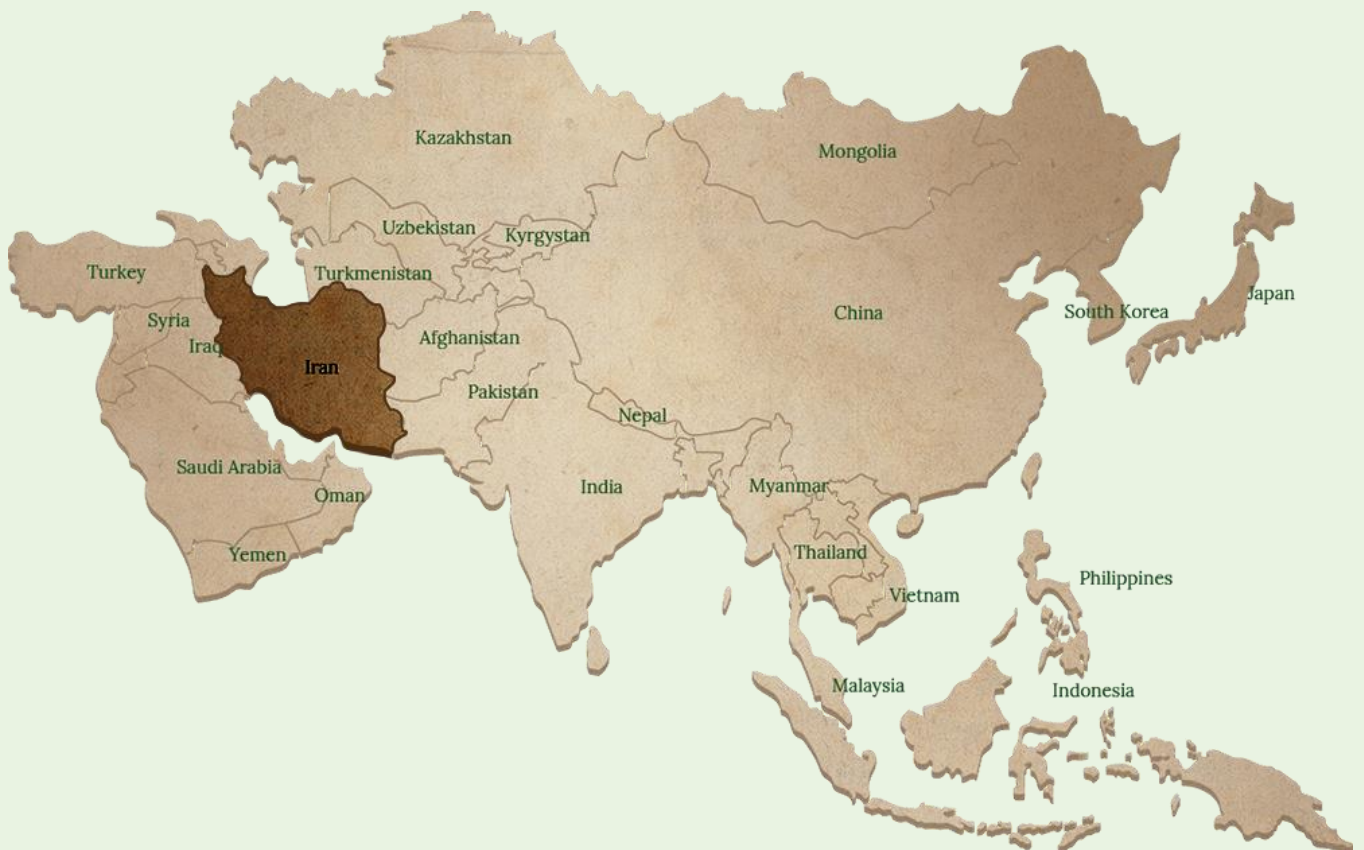 Kazakhstan
Mongolia
Uzbekistan
Kyrgystan
Turkey
Turkmenistan
Japan
South Korea
China
Syria
Afghanistan
Iraq
Iran
Pakistan
Nepal
Saudi Arabia
India
Myanmar
Oman
Yemen
Thailand
Philippines
Vietnam
Malaysia
Indonesia